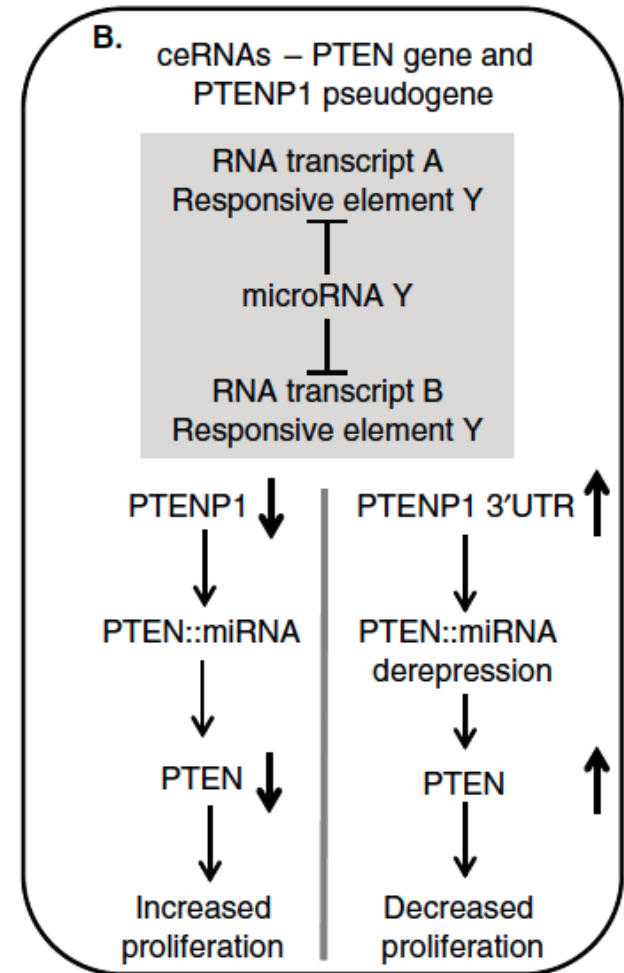 B.
ceRNAs – PTEN gene and
PTENP1 pseudogene
RNA transcript A
Responsive element Y
microRNA Y
RNA transcript B
Responsive element Y
PTENP1
PTEN::miRNA
PTEN
Increased
proliferation
PTENP1 3′UTR
PTEN::miRNA
derepression
PTEN
Decreased
proliferation